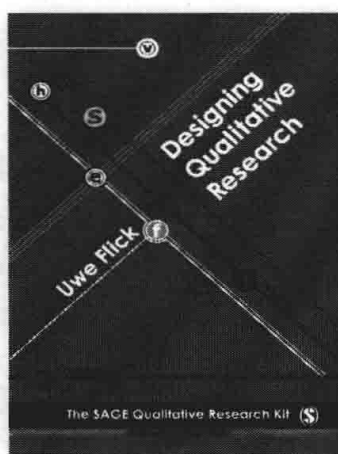 Designing
Qualitative
Research
Uwe Flick
The SAGE Qualitative Research Kit